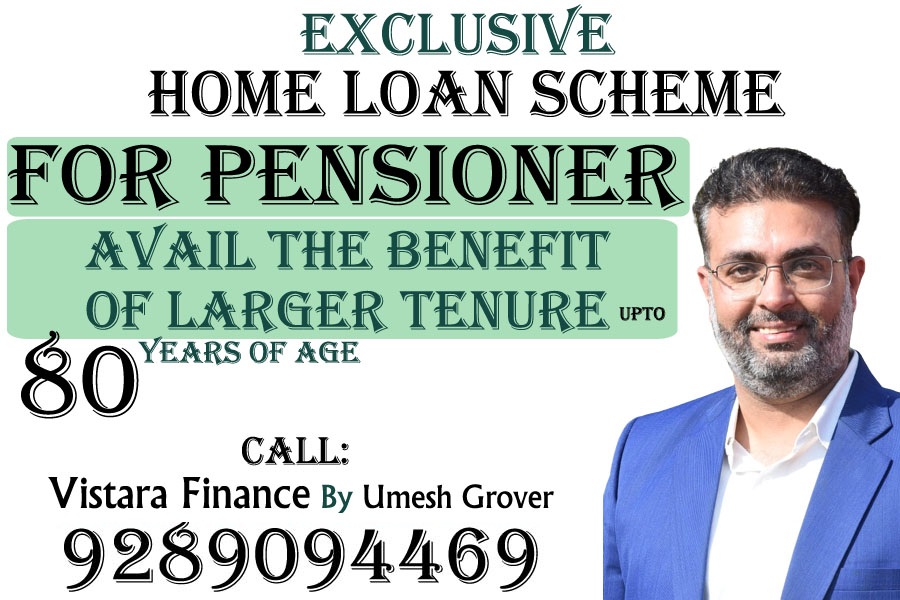 EXCLUSIVE
HOME LOAN SCHEME
FOR PENSIONER
AVAIL THE BENEFIT
OF LARGER TENURE UPTO
80 YEARS OF AGE
CALL:
Vistara Finance By Umesh Grover
9289094469